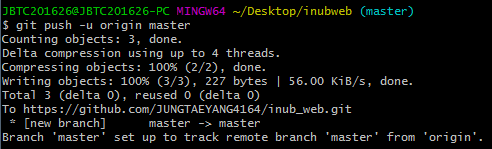 JBTC201626@JBTC201626-PC MINGW64 ~/Desktop/inubweb (master)
$ git push -u origin master
Counting objects: 3, done.
Delta compression using up to 4 threads.
Compressing objects: 100% (2/2), done.
Writing objects: 100% (3/3), 227 bytes | 56.00 KiB/s, done.
Total 3 (delta 0), reused 0 (delta 0)
To https://github.com/JUNGTAEYANG4164/inub_web.git
 * [new branch]      master -> master
Branch 'master' set up to track remote branch 'master' from 'origin'.